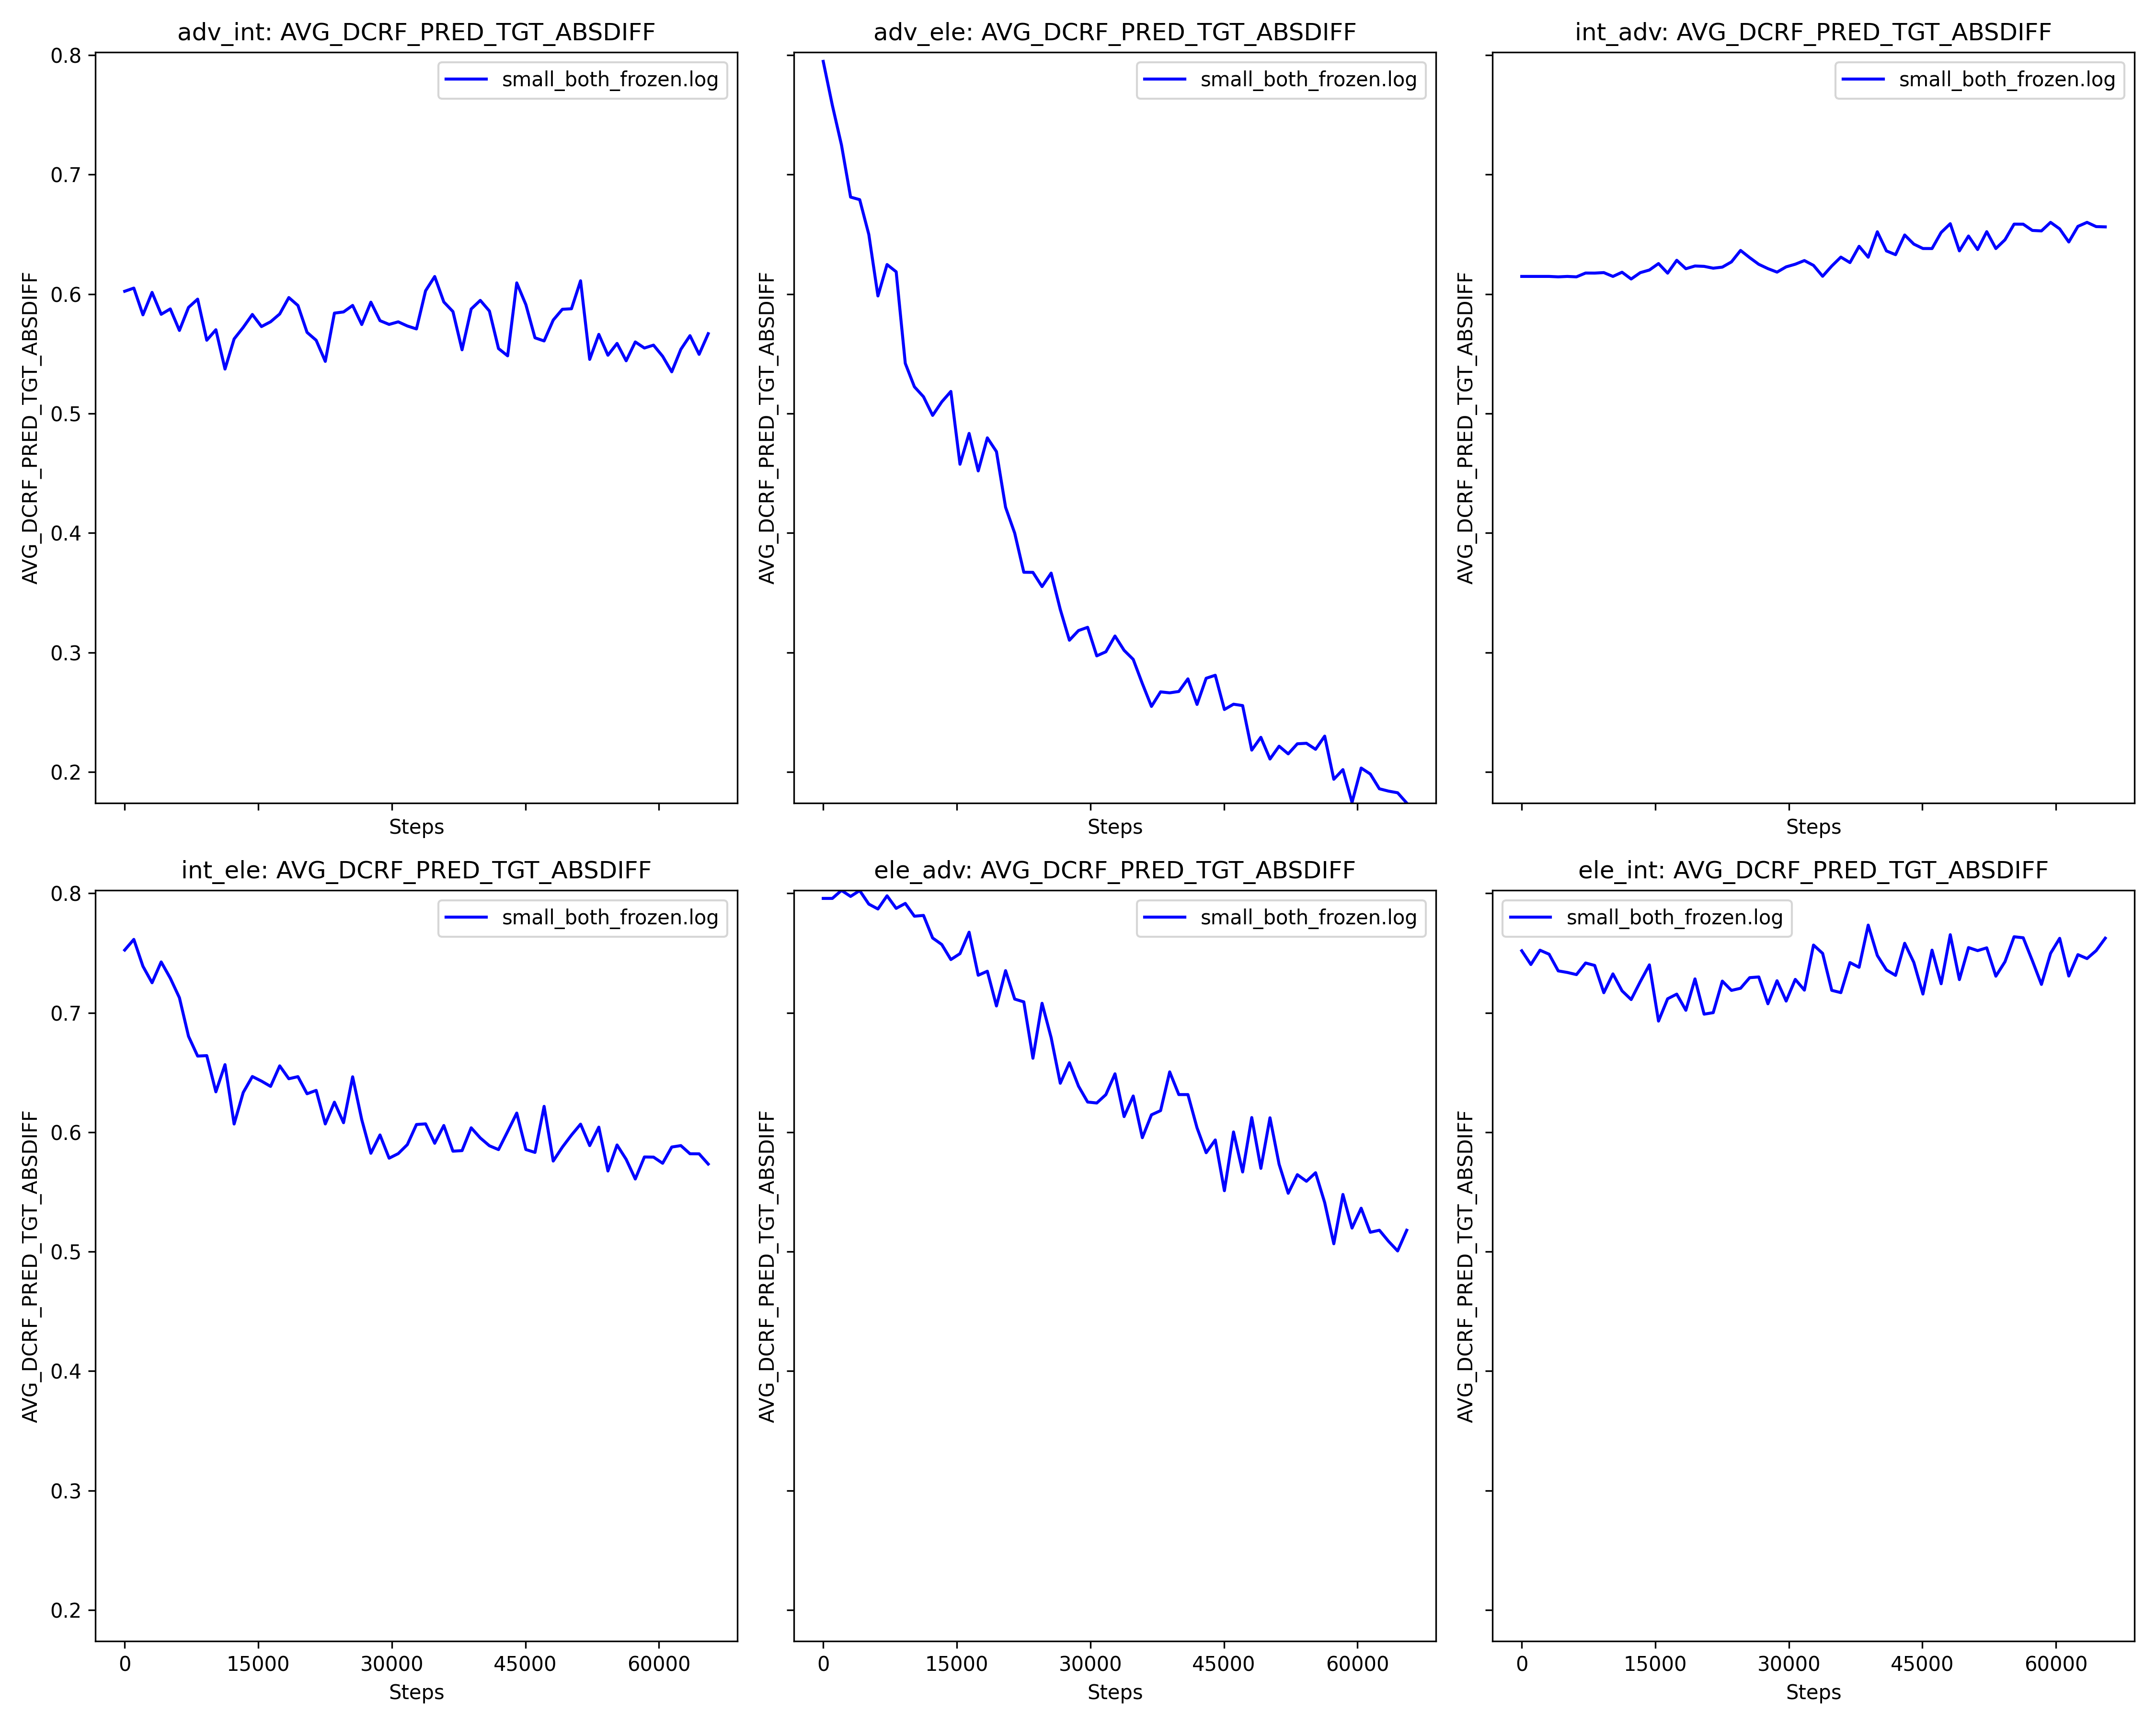 adv_int: AVG_DCRF_PRED_TGT_ABSDIFF
small_both_frozen.log
AVG_DCRF_PRED_TGT_ABSDIFF
0.8
0.7
0.6
0.5
0.4
0.3
0.2
Steps
adv_ele: AVG_DCRF_PRED_TGT_ABSDIFF
small_both_frozen.log
AVG_DCRF_PRED_TGT_ABSDIFF
Steps
int_adv: AVG_DCRF_PRED_TGT_ABSDIFF
small_both_frozen.log
AVG_DCRF_PRED_TGT_ABSDIFF
Steps
int_ele: AVG_DCRF_PRED_TGT_ABSDIFF
small_both_frozen.log
AVG_DCRF_PRED_TGT_ABSDIFF
0.8
0.7
0.6
0.5
0.4
0.3
0.2
0 15000 30000 45000 60000
Steps
ele_adv: AVG_DCRF_PRED_TGT_ABSDIFF
small_both_frozen.log
AVG_DCRF_PRED_TGT_ABSDIFF
0 15000 30000 45000 60000
Steps
ele_int: AVG_DCRF_PRED_TGT_ABSDIFF
small_both_frozen.log
AVG_DCRF_PRED_TGT_ABSDIFF
0 15000 30000 45000 60000
Steps